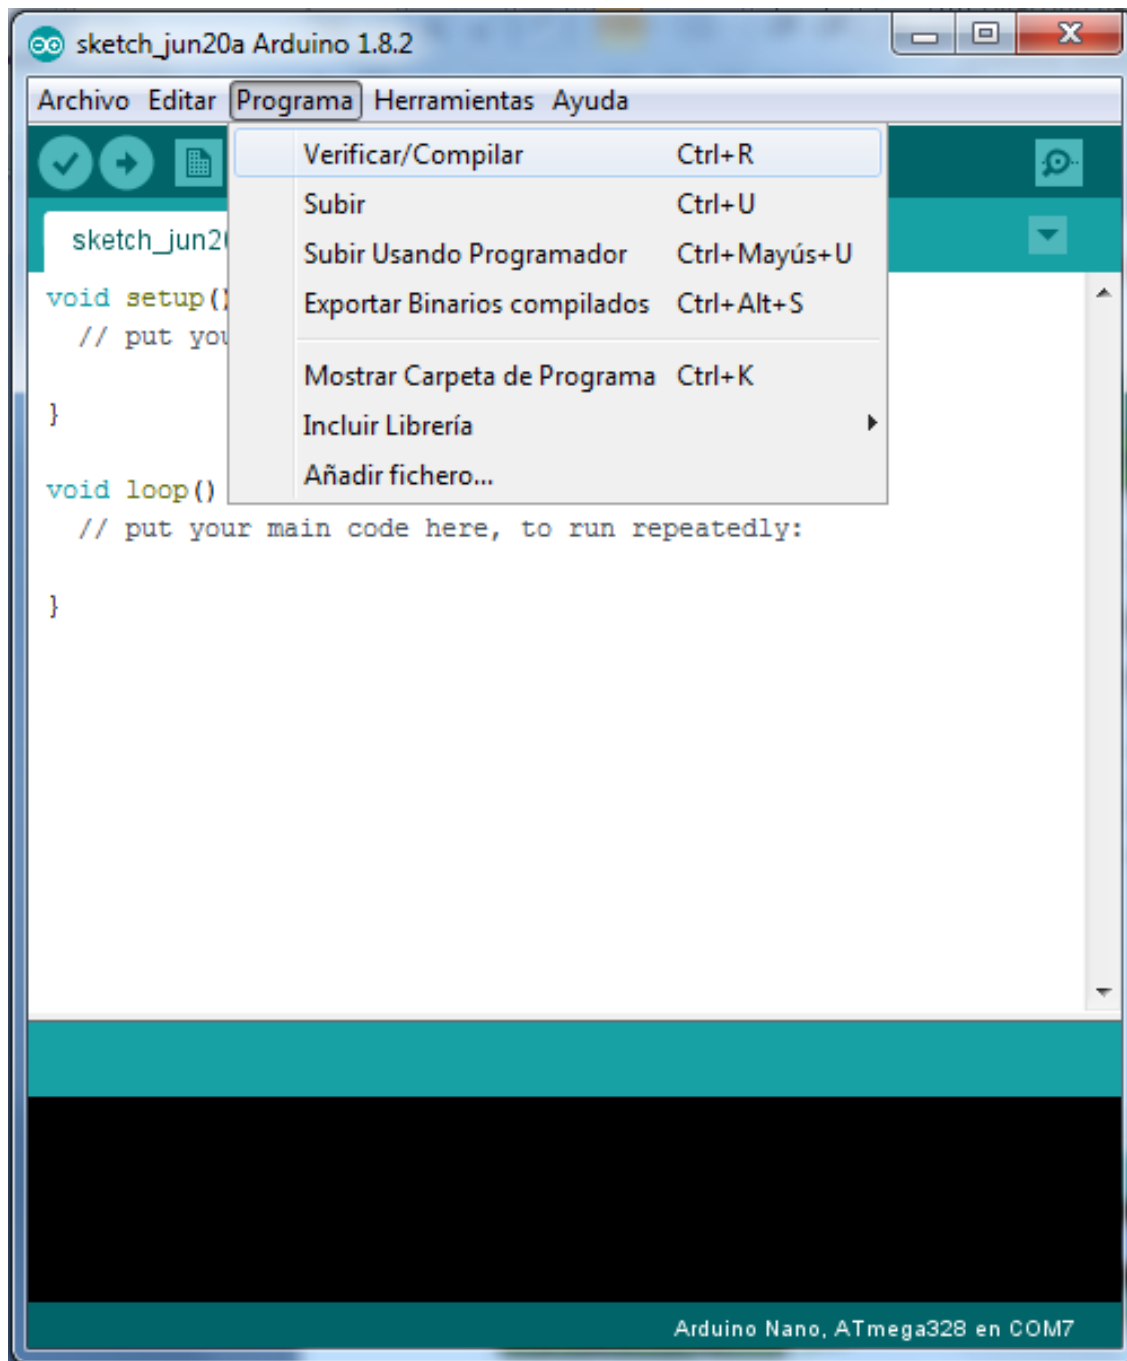 sketch_jun20a Arduino 1.8.2
Archivo Editar Programa Herramientas Ayuda
Verificar/Compilar Ctrl+R
Subir Ctrl+U
Subir Usando Programador Ctrl+Mayús+U
Exportar Binarios compilados Ctrl+Alt+S
Mostrar Carpeta de Programa Ctrl+K
Incluir Librería
Añadir fichero...
sketch_jun2
void setup()
// put you
}
void loop()
// put your main code here, to run repeatedly:
}
Arduino Nano, ATmega328 en COM7